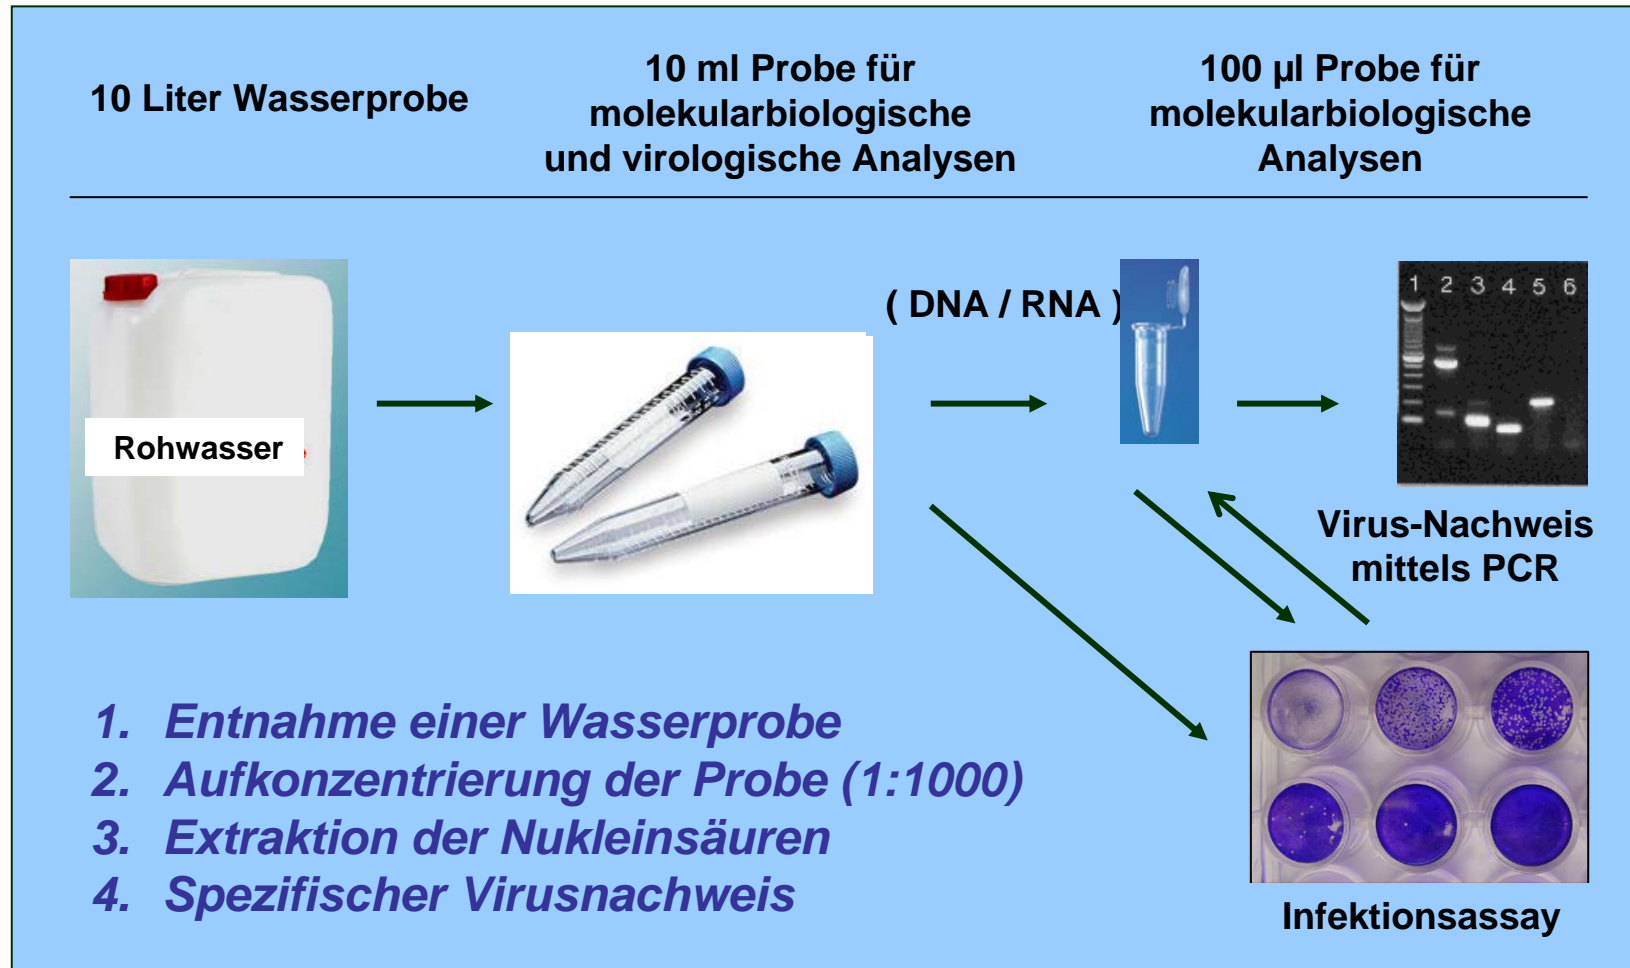 10 Liter Wasserprobe
10 ml Probe für
molekularbiologische
und virologische Analysen
100 µl Probe für
molekularbiologische
Analysen
Rohwasser
( DNA / RNA )
1 2 3 4 5 6
Virus-Nachweis
mittels PCR
1. Entnahme einer Wasserprobe
2. Aufkonzentrierung der Probe (1:1000)
3. Extraktion der Nukleinsäuren
4. Spezifischer Virusnachweis
Infektionsassay